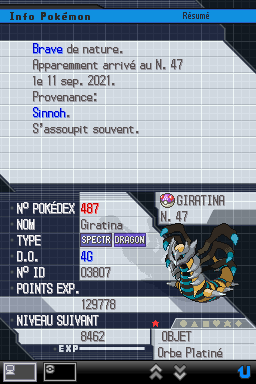 Info Pokémon
Résumé
Brave de nature.
Apparemment arrivé au N. 47
le 11 sep. 2021.
Provenance:
Sinnoh.
S'assoupit souvent.
GIRATINA
N. 47
N° POKÉDEX 487
NOM Giratina
TYPE SPECTR DRAGON
D.O. 4G
N° ID 03807
POINTS EXP.
129778
NIVEAU SUIVANT
8462
EXP
OBJET
Orbe Platiné